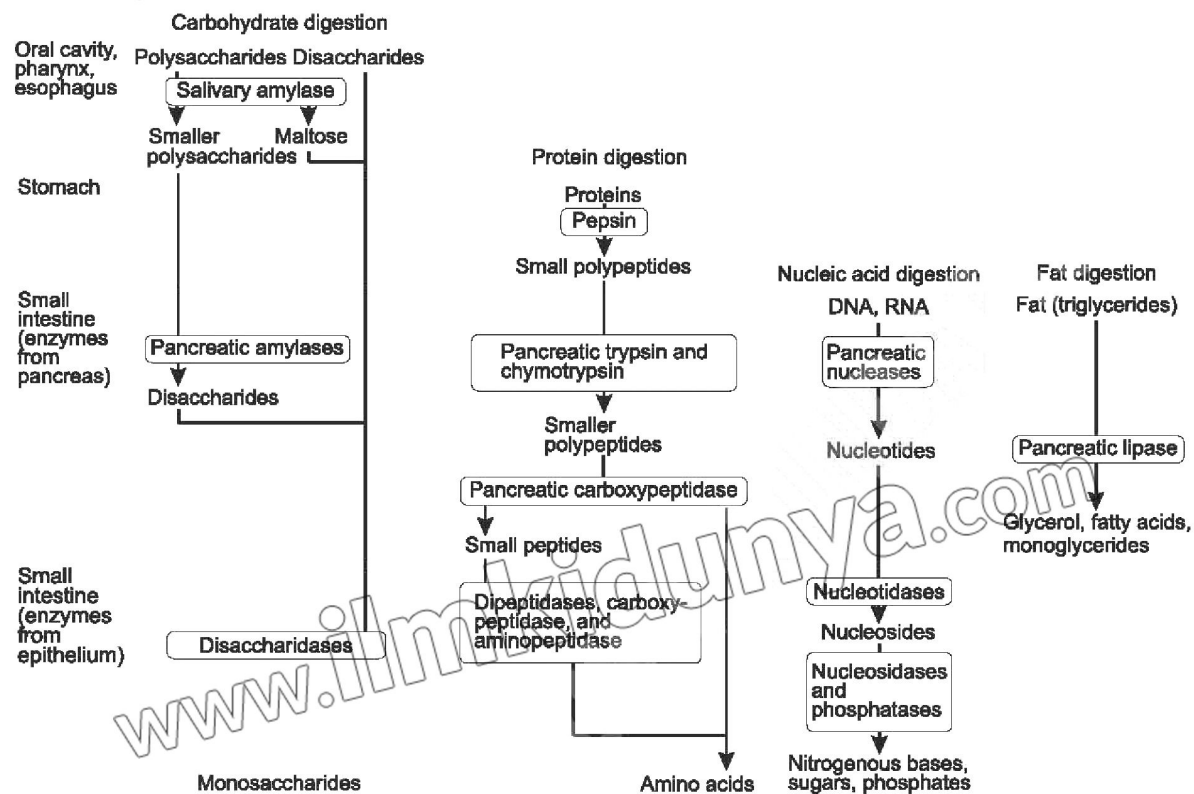 Carbohydrate digestion
Oral cavity,
pharynx,
esophagus
Polysaccharides Disaccharides
Salivary amylase
Smaller
polysaccharides
Maltose
Stomach
Protein digestion
Proteins
Pepsin
Small polypeptides
Nucleic acid digestion
DNA, RNA
Fat digestion
Fat (triglycerides)
Small
intestine
(enzymes
from
pancreas)
Pancreatic amylases
Disaccharides
Pancreatic trypsin and
chymotrypsin
Smaller
polypeptides
Pancreatic
nucleases
Nucleotides
Pancreatic lipase
Glycerol, fatty acids,
monoglycerides
Pancreatic carboxypeptidase
Small peptides
Small
intestine
(enzymes
from
epithelium)
Disaccharidases
Dipeptidases, carboxy-
peptidase, and
aminopeptidase
Nucleotidases
Nucleosides
Nucleosidases
and
phosphatases
Monosaccharides
Amino acids
Nitrogenous bases,
sugars, phosphates
www.ilmkidunya.com